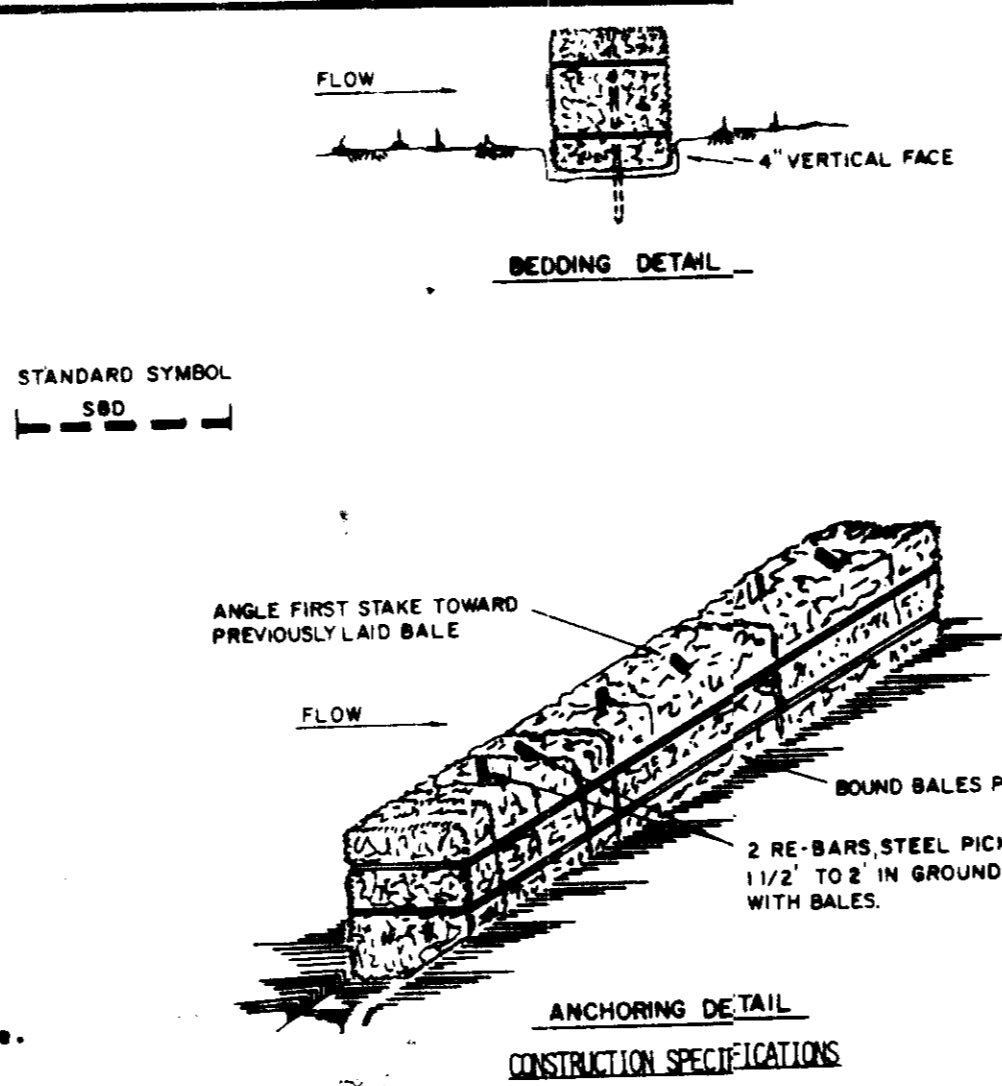 FLOW
4" VERTICAL FACE
BEDDING DETAIL
STANDARD SYMBOL
SBD
ANGLE FIRST STAKE TOWARD
PREVIOUSLY LAID BALE
FLOW
BOUND BALES P
2 RE-BARS, STEEL PICK
1 1/2' TO 2' IN GROUND
WITH BALES.
ANCHORING DETAIL
e.
CONSTRUCTION SPECIFICATIONS